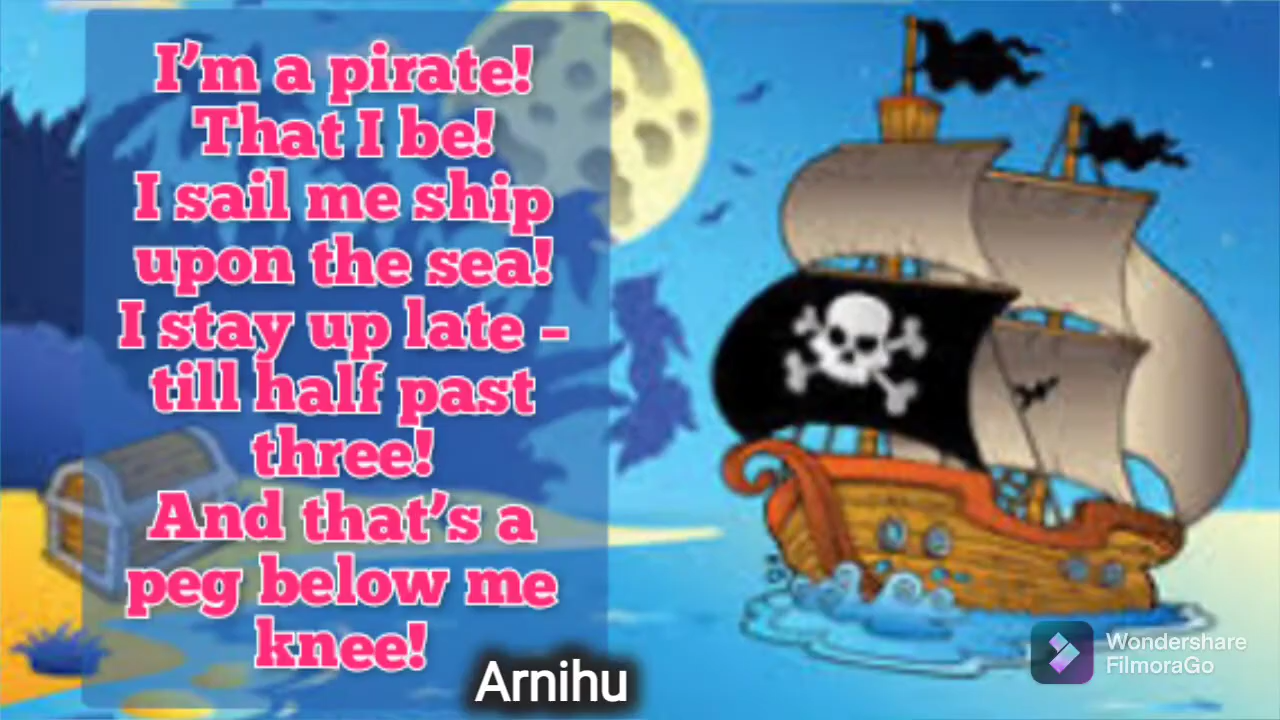 I’m a pirate!
That I be!
I sail me ship
upon the sea!
I stay up late –
till half past
three!
And that’s a
peg below me
knee!
Arnihu
Wondershare
FilmoraGo